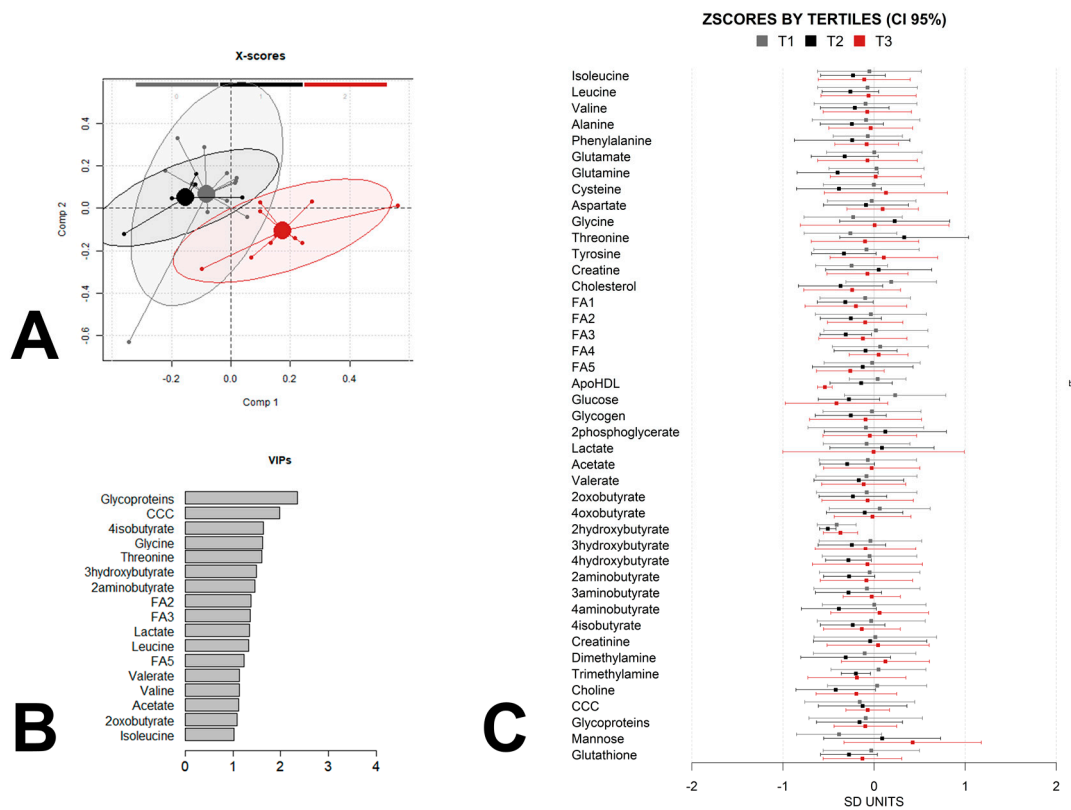 X-scores
0 1 2
0.4
0.2
0.0
-0.2
-0.4
-0.6
Comp 2
-0.2 0.0 0.2 0.4
Comp 1
A
VIPs
Glycoproteins
CCC
4isobutyrate
Glycine
Threonine
3hydroxybutyrate
2aminobutyrate
FA2
FA3
Lactate
Leucine
FA5
Valerate
Valine
Acetate
2oxobutyrate
Isoleucine
0 1 2 3 4
B
ZSCORES BY TERTILES (CI 95%)
T1 T2 T3
Isoleucine
Leucine
Valine
Alanine
Phenylalanine
Glutamate
Glutamine
Cysteine
Aspartate
Glycine
Threonine
Tyrosine
Creatine
Cholesterol
FA1
FA2
FA3
FA4
FA5
ApoHDL
Glucose
Glycogen
2phosphoglycerate
Lactate
Acetate
Valerate
2oxobutyrate
4oxobutyrate
2hydroxybutyrate
3hydroxybutyrate
4hydroxybutyrate
2aminobutyrate
3aminobutyrate
4aminobutyrate
4isobutyrate
Creatinine
Dimethylamine
Trimethylamine
Choline
CCC
Glycoproteins
Mannose
Glutathione
-2 -1 0 1 2
SD UNITS
C